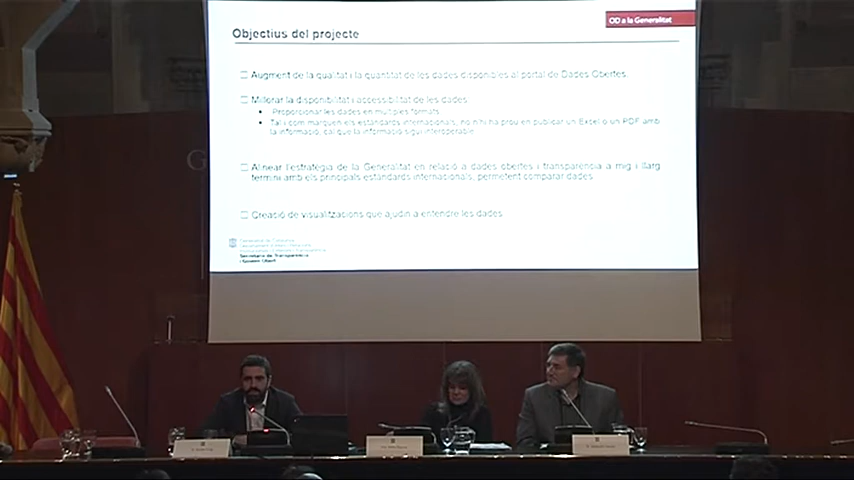 OD a la Generalitat
Objectius del projecte
Augment de la qualitat i la quantitat de les dades disponibles al portal de Dades Obertes.
Millorar la disponibilitat i accessibilitat de les dades
• Proporcionar les dades en múltiples formats
• Tal i com marquen els estàndards internacionals, no n'hi ha prou en publicar un Excel o un PDF amb
la informació, cal que la informació sigui interoperable
Alinear l'estratègia de la Generalitat en relació a dades obertes i transparència a mig i llarg
termini amb els principals estàndards internacionals, permetent comparar dades
Creació de visualitzacions que ajudin a entendre les dades
Generalitat de Catalunya
Secretaria de Transparència
i Govern Obert
G